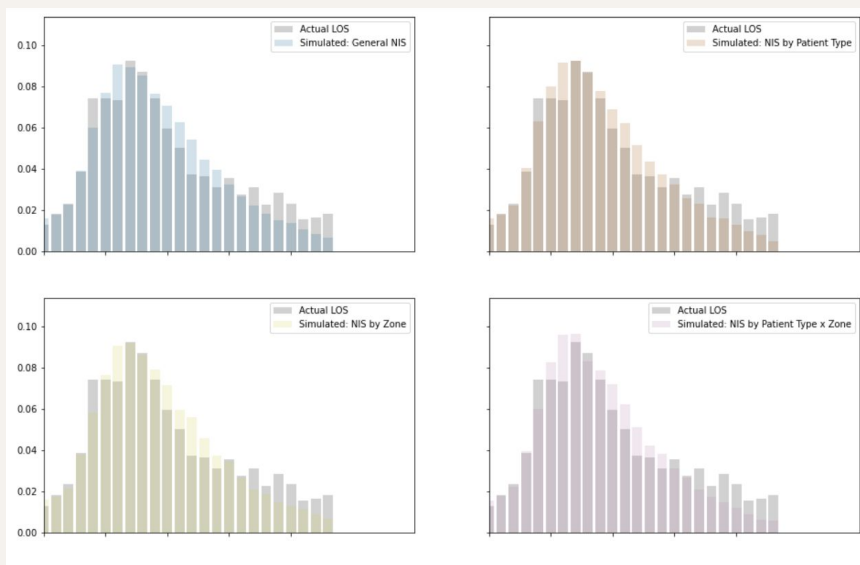 Actual LOS
Simulated: General NIS
0.10
0.08
0.06
0.04
0.02
0.00
Actual LOS
Simulated: NIS by Patient Type
Actual LOS
Simulated: NIS by Zone
0.10
0.08
0.06
0.04
0.02
0.00
Actual LOS
Simulated: NIS by Patient Type x Zone